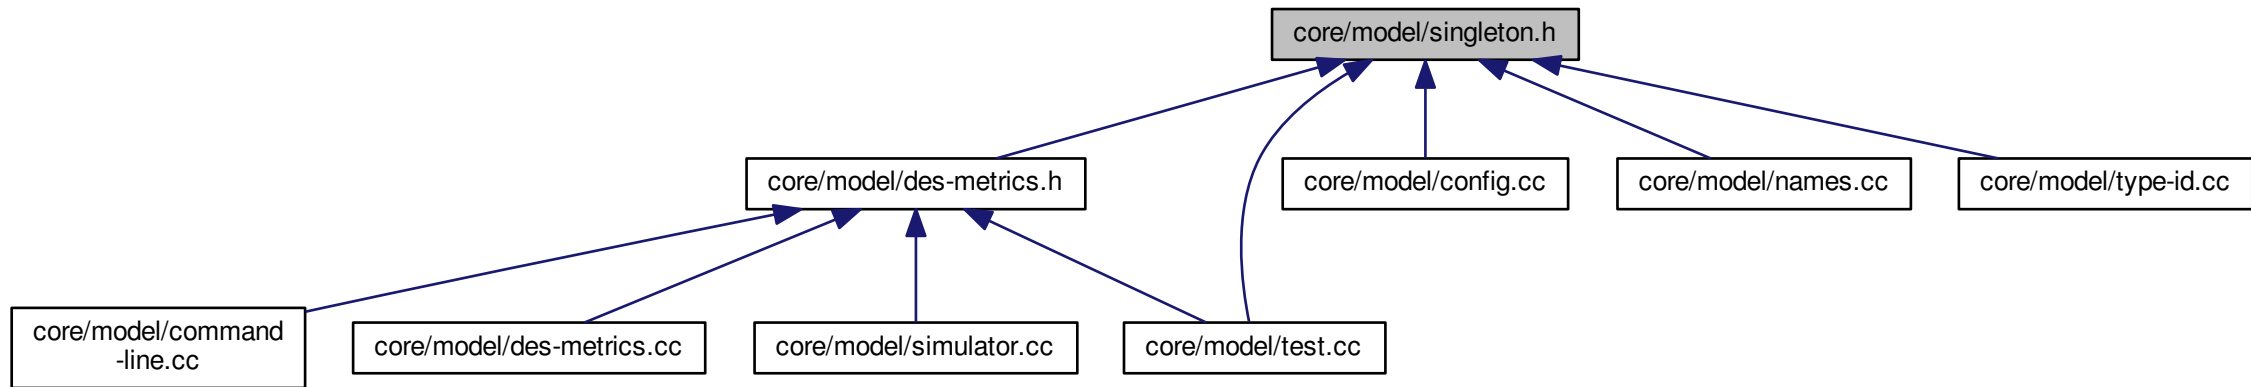 core/model/singleton.h
core/model/des-metrics.h
core/model/config.cc
core/model/names.cc
core/model/type-id.cc
core/model/command
-line.cc
core/model/des-metrics.cc
core/model/simulator.cc
core/model/test.cc